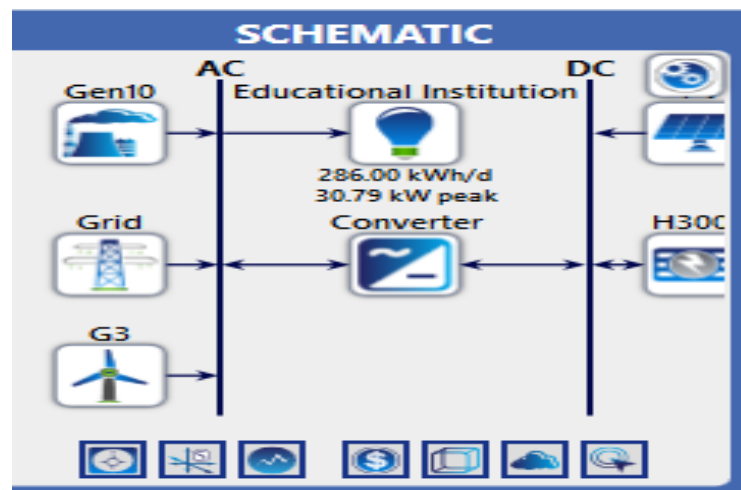 SCHEMATIC
AC
DC
Gen10
Educational Institution
286.00 kWh/d
30.79 kW peak
Grid
Converter
H300
G3